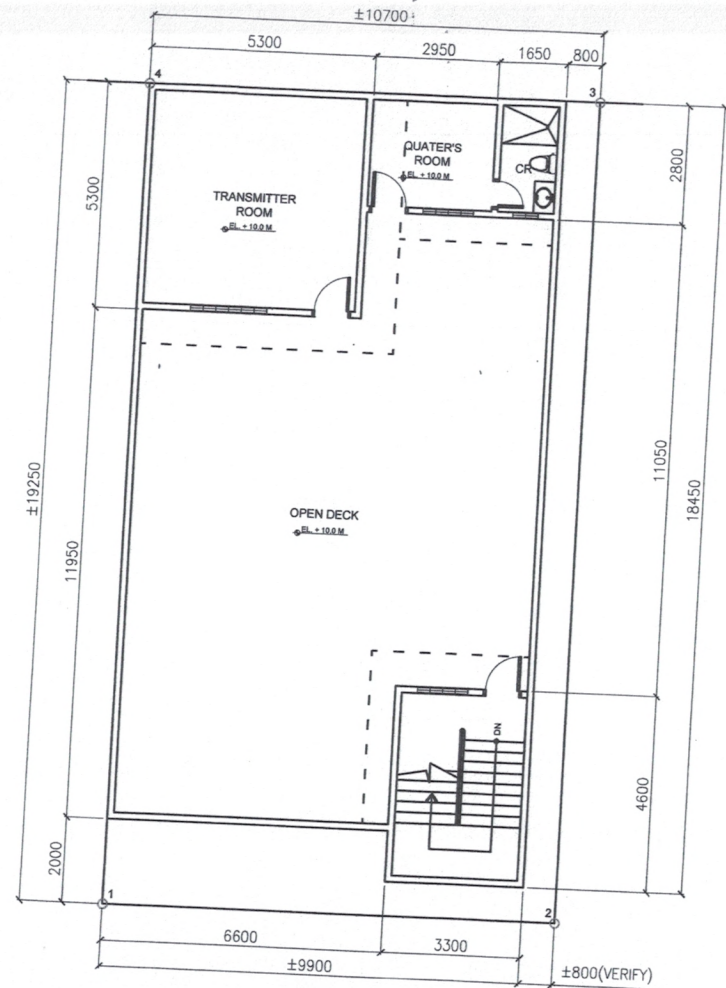 ±10700
5300
2950
1650
800
4
3
5300
2800
QUATER'S
ROOM
EL. + 10.0 M
CR
TRANSMITTER
ROOM
EL. + 10.0 M
±19250
11950
11050
18450
OPEN DECK
EL. + 10.0 M
DN
4600
2000
1
2
6600
3300
±9900
±800(VERIFY)